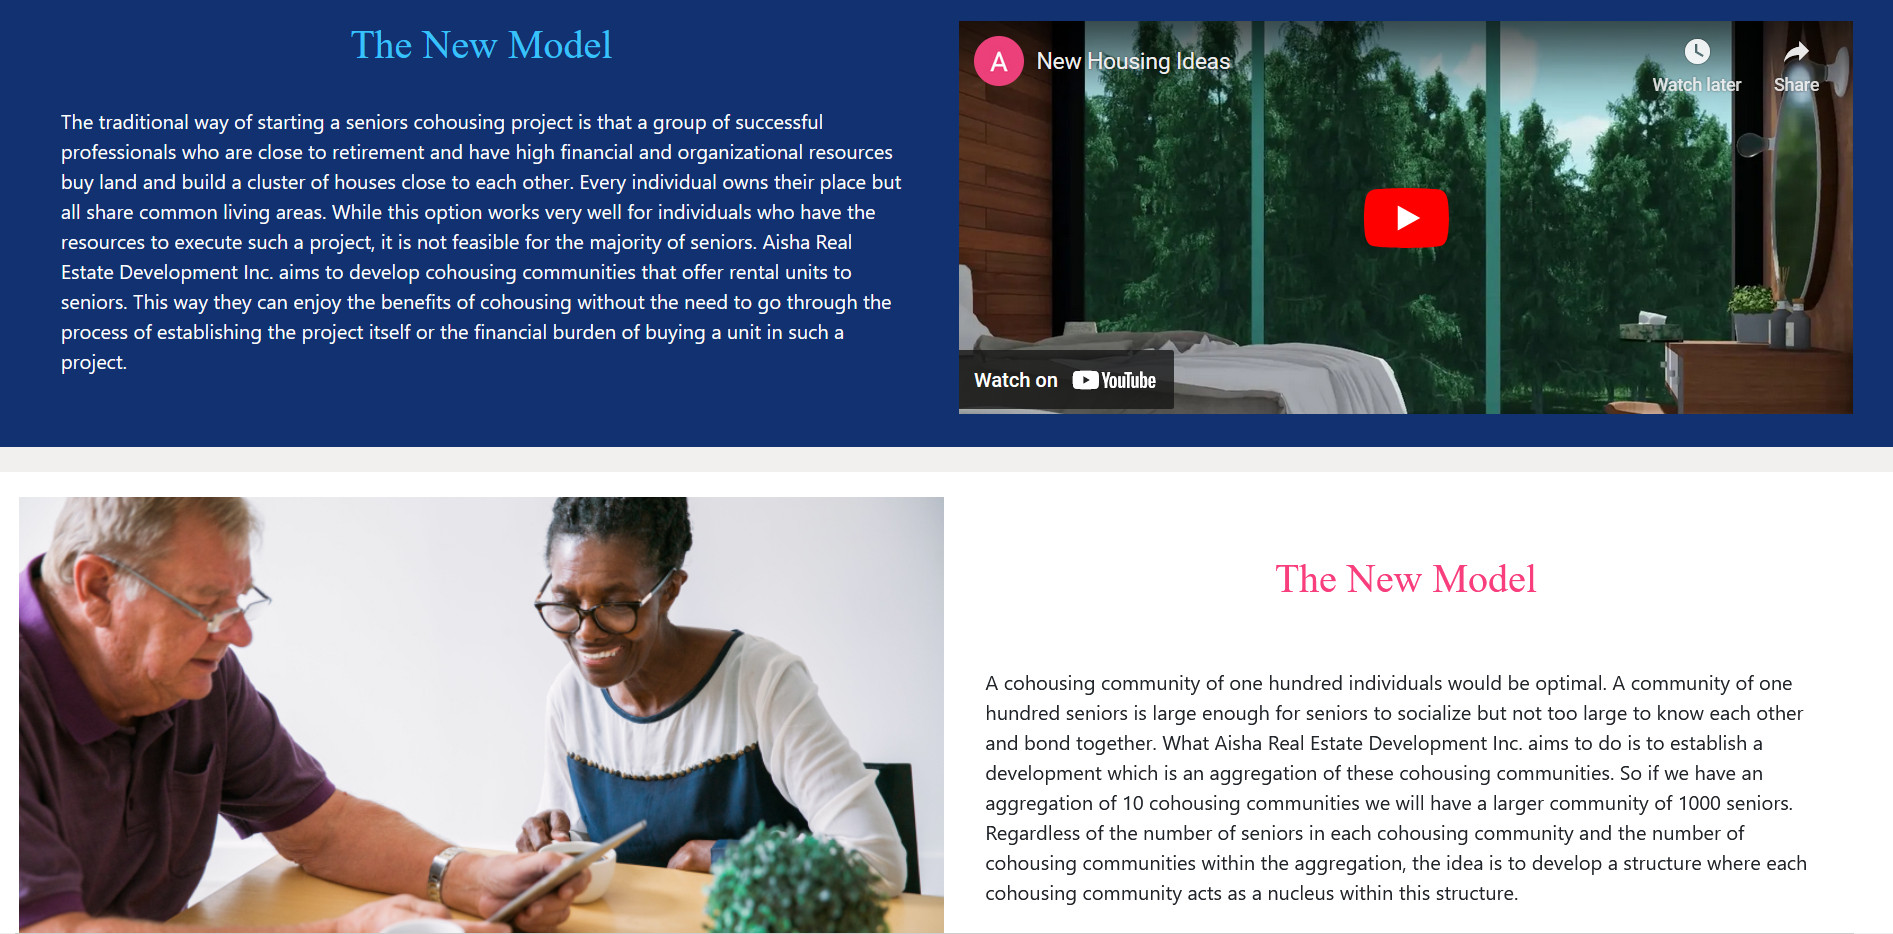 The New Model
The traditional way of starting a seniors cohousing project is that a group of successful
professionals who are close to retirement and have high financial and organizational resources
buy land and build a cluster of houses close to each other. Every individual owns their place but
all share common living areas. While this option works very well for individuals who have the
resources to execute such a project, it is not feasible for the majority of seniors. Aisha Real
Estate Development Inc. aims to develop cohousing communities that offer rental units to
seniors. This way they can enjoy the benefits of cohousing without the need to go through the
process of establishing the project itself or the financial burden of buying a unit in such a
project.
A New Housing Ideas
Watch later
Share
Watch on YouTube
The New Model
A cohousing community of one hundred individuals would be optimal. A community of one
hundred seniors is large enough for seniors to socialize but not too large to know each other
and bond together. What Aisha Real Estate Development Inc. aims to do is to establish a
development which is an aggregation of these cohousing communities. So if we have an
aggregation of 10 cohousing communities we will have a larger community of 1000 seniors.
Regardless of the number of seniors in each cohousing community and the number of
cohousing communities within the aggregation, the idea is to develop a structure where each
cohousing community acts as a nucleus within this structure.